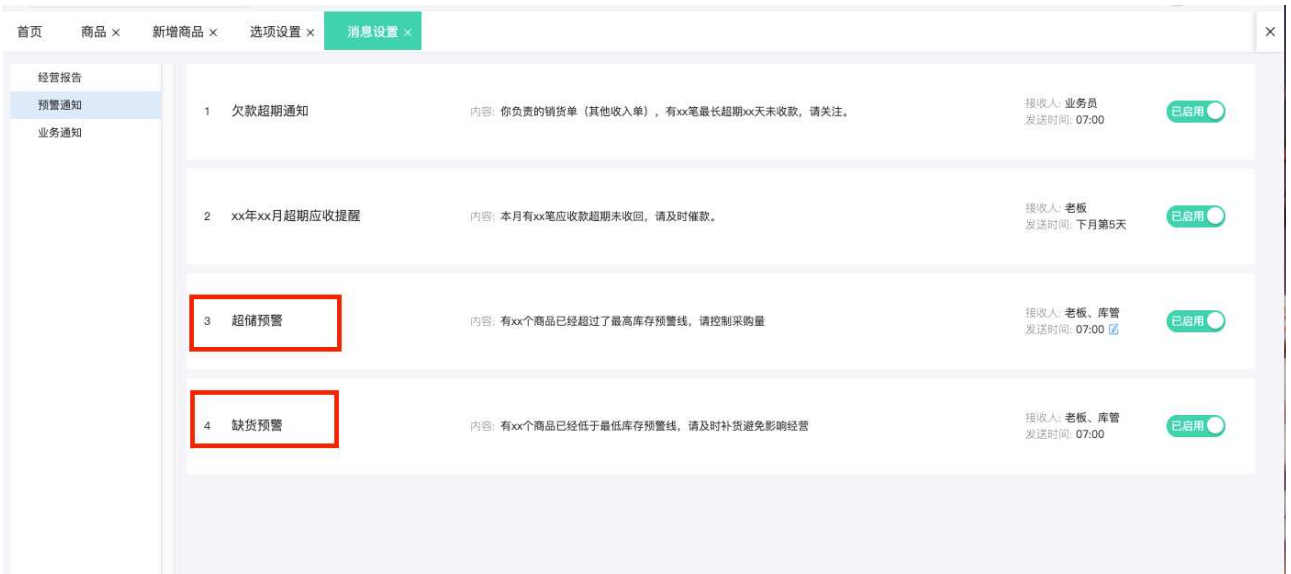 首页 商品 × 新增商品 × 选项设置 × 消息设置 × ×
经营报告
预警通知
业务通知
1 欠款超期通知 内容: 你负责的销货单（其他收入单）, 有xx笔最长超期xx天未收款, 请关注。 接收人: 业务员 已启用
发送时间: 07:00
2 xx年xx月超期应收提醒 内容: 本月有xx笔应收款超期未收回, 请及时催款。 接收人: 老板 已启用
发送时间: 下月第5天
3 超储预警 内容: 有xx个商品已经超过了最高库存预警线, 请控制采购量 接收人: 老板、库管 已启用
发送时间: 07:00
4 缺货预警 内容: 有xx个商品已经低于最低库存预警线, 请及时补货避免影响经营 接收人: 老板、库管 已启用
发送时间: 07:00